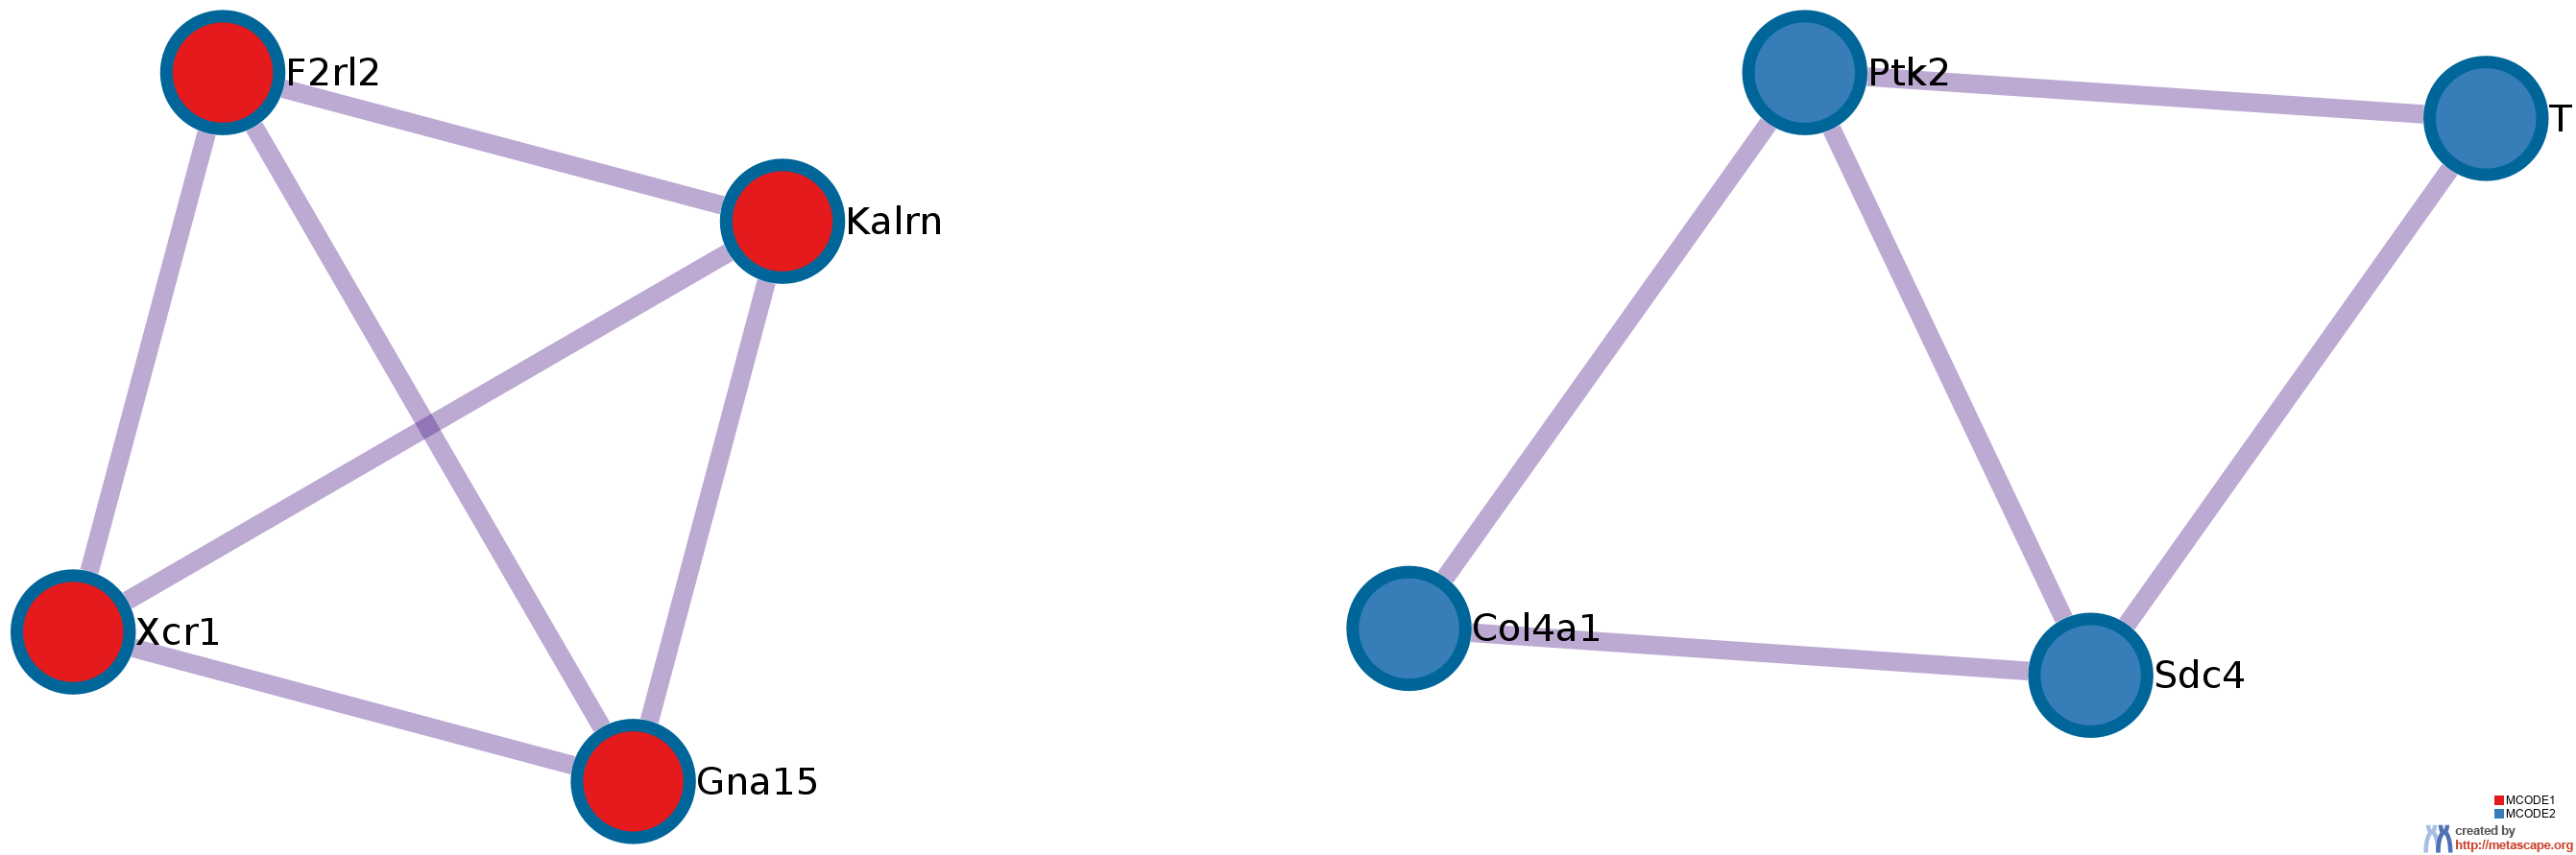 F2rl2
Kalrn
Xcr1
Gna15
Ptk2
T
Col4a1
Sdc4
MCODE1
MCODE2
created by
http://metascape.org